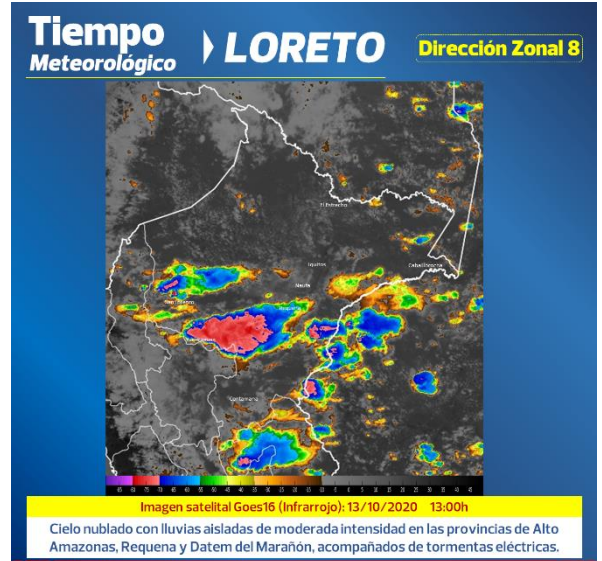 Tiempo
Meteorológico
LORETO
Dirección Zonal 8
El Estrecho
Iquitos
Caballococha
Nauta
Requena
Contamana
Imagen satelital Goes16 (Infrarrojo): 13/10/2020 13:00h
Cielo nublado con lluvias aisladas de moderada intensidad en las provincias de Alto
Amazonas, Requena y Datem del Marañón, acompañados de tormentas eléctricas.